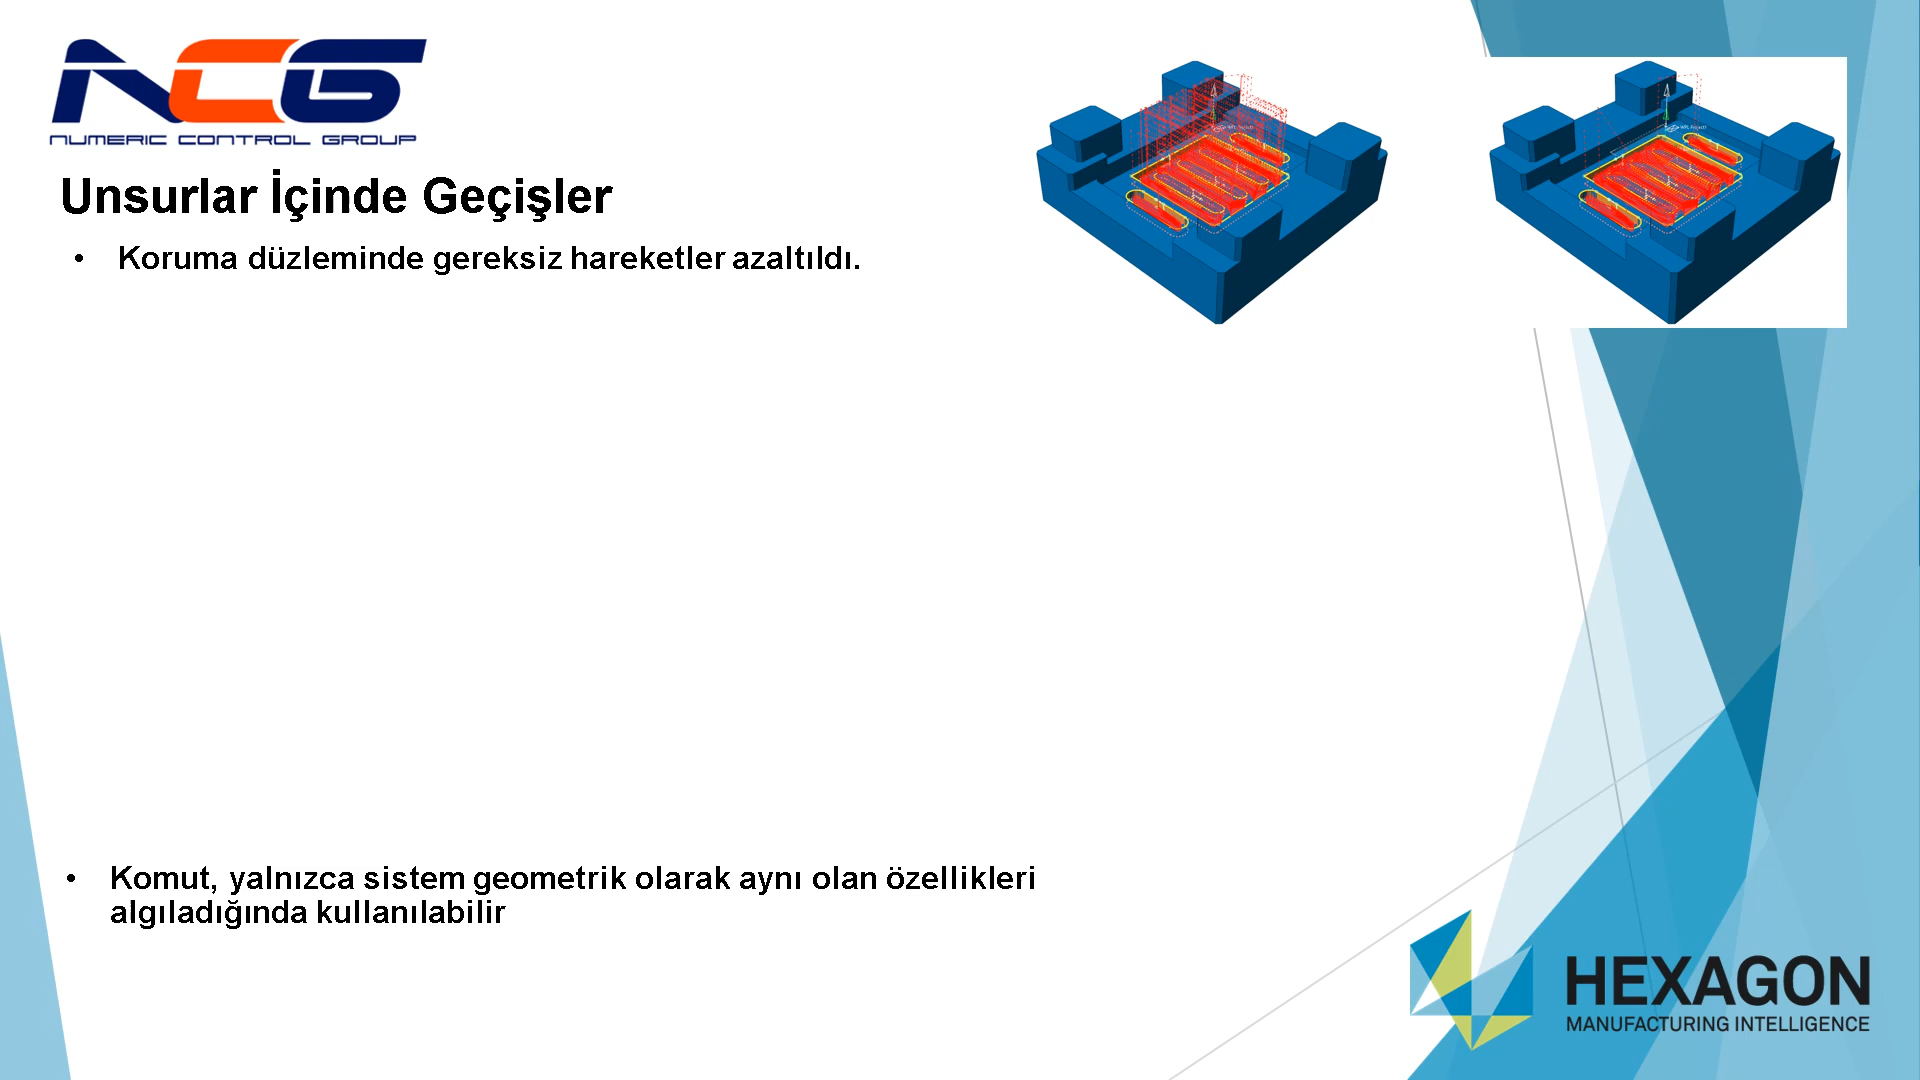 NCG
NUMERIC CONTROL GROUP
Unsurlar İçinde Geçişler
• Koruma düzleminde gereksiz hareketler azaltıldı.
• Komut, yalnızca sistem geometrik olarak aynı olan özellikleri
algıladığında kullanılabilir
HEXAGON
MANUFACTURING INTELLIGENCE